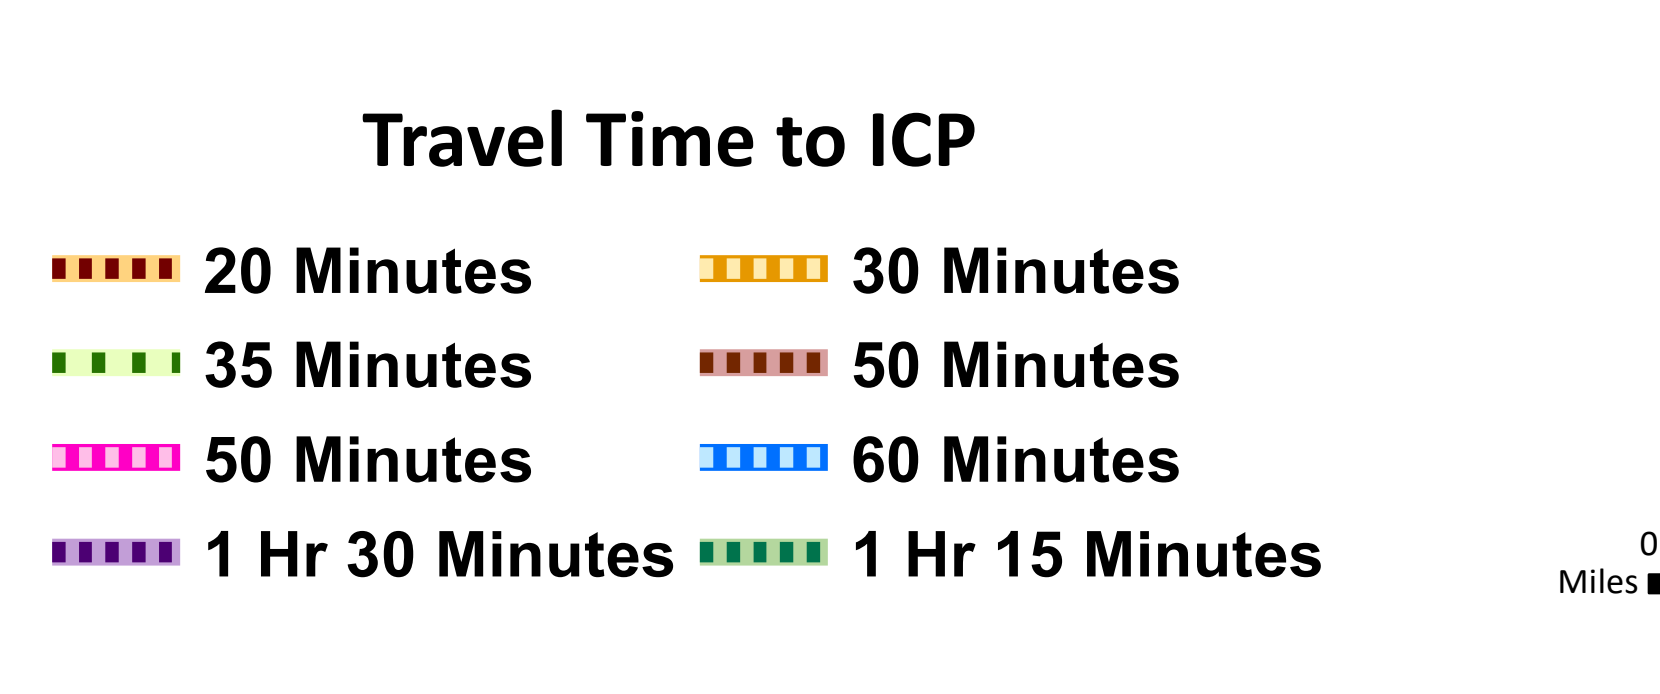 Travel Time to ICP
20 Minutes 30 Minutes
35 Minutes 50 Minutes
50 Minutes 60 Minutes
1 Hr 30 Minutes 1 Hr 15 Minutes
0
Miles